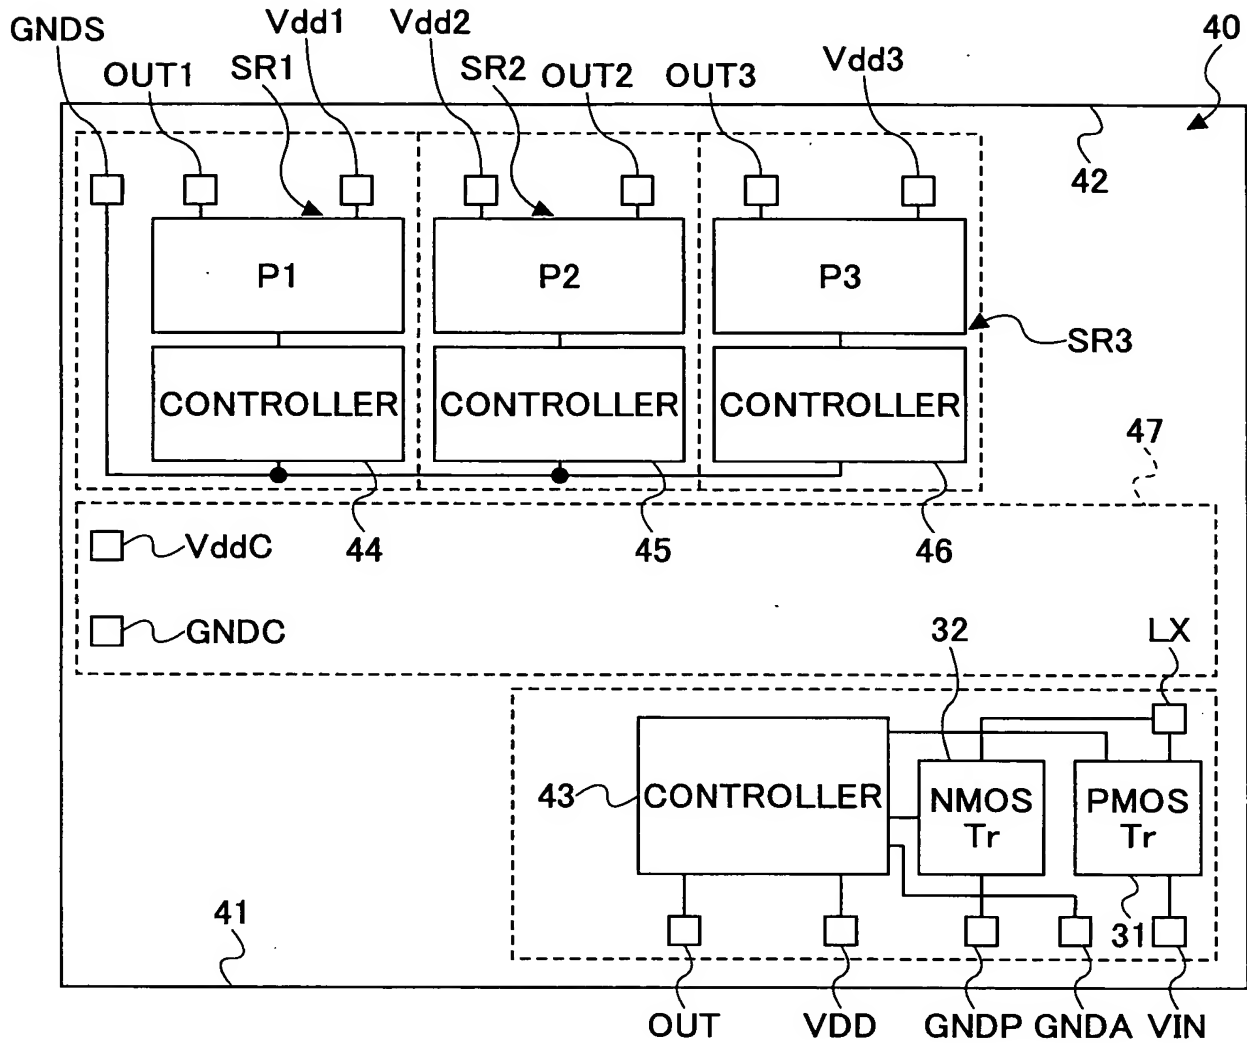 GNDS
Vdd1
Vdd2
40
OUT1
SR1
SR2
OUT2
OUT3
Vdd3
42
P1
P2
P3
SR3
CONTROLLER
CONTROLLER
CONTROLLER
47
VddC
44
45
46
GNDC
32
LX
43
CONTROLLER
NMOS
Tr
PMOS
Tr
41
31
OUT
VDD
GNDP
GNDA
VIN